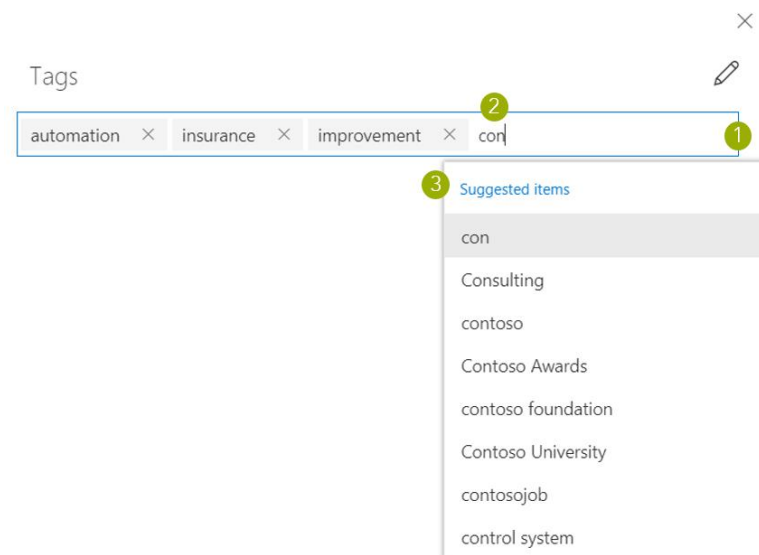 Tags
2
automation insurance improvement con 1
3 Suggested items
con
Consulting
contoso
Contoso Awards
contoso foundation
Contoso University
contosojob
control system